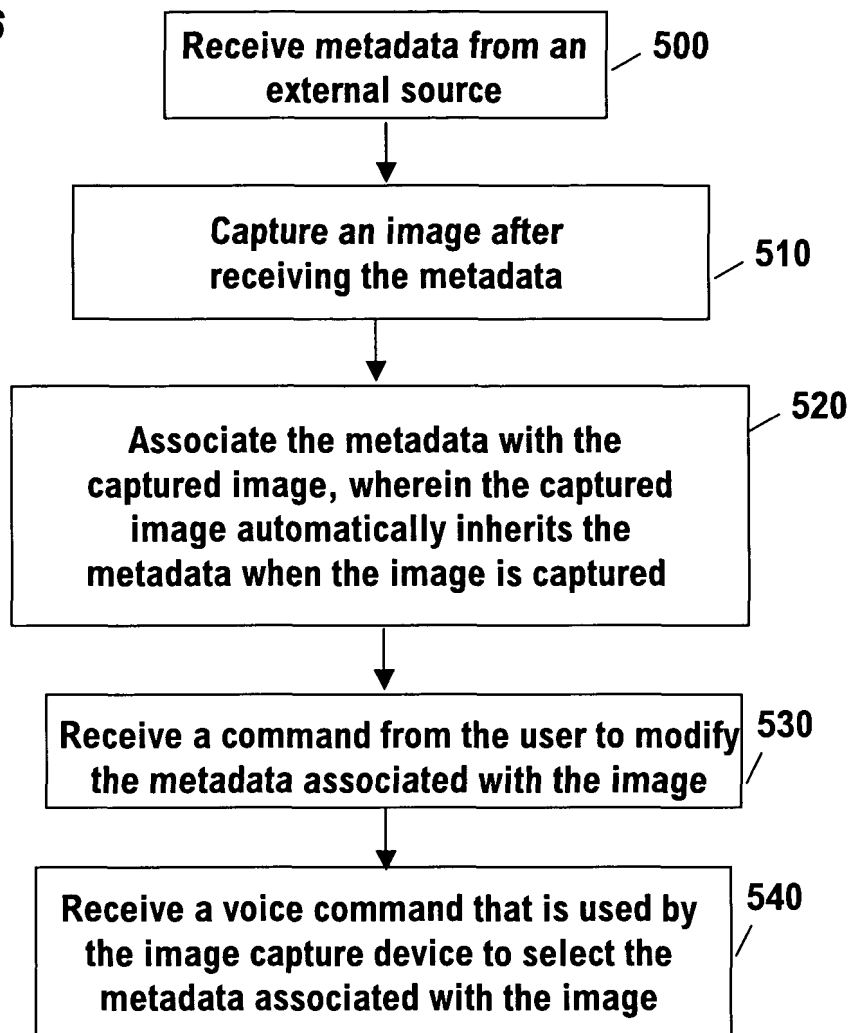 Receive metadata from an
external source
500
Capture an image after
receiving the metadata
510
Associate the metadata with the
captured image, wherein the captured
image automatically inherits the
metadata when the image is captured
520
Receive a command from the user to modify
the metadata associated with the image
530
Receive a voice command that is used by
the image capture device to select the
metadata associated with the image
540